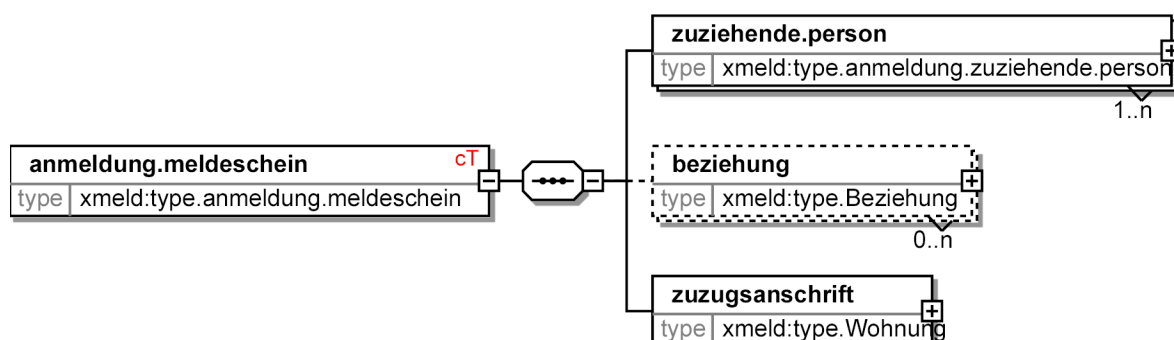 zuziehende.person
type xmeld:type.anmeldung.zuziehende.person
1..n
anmeldung.meldeschein cT
type xmeld:type.anmeldung.meldeschein
beziehung
type xmeld:type.Beziehung
0..n
zuzugsanschrift
type xmeld:type.Wohnung